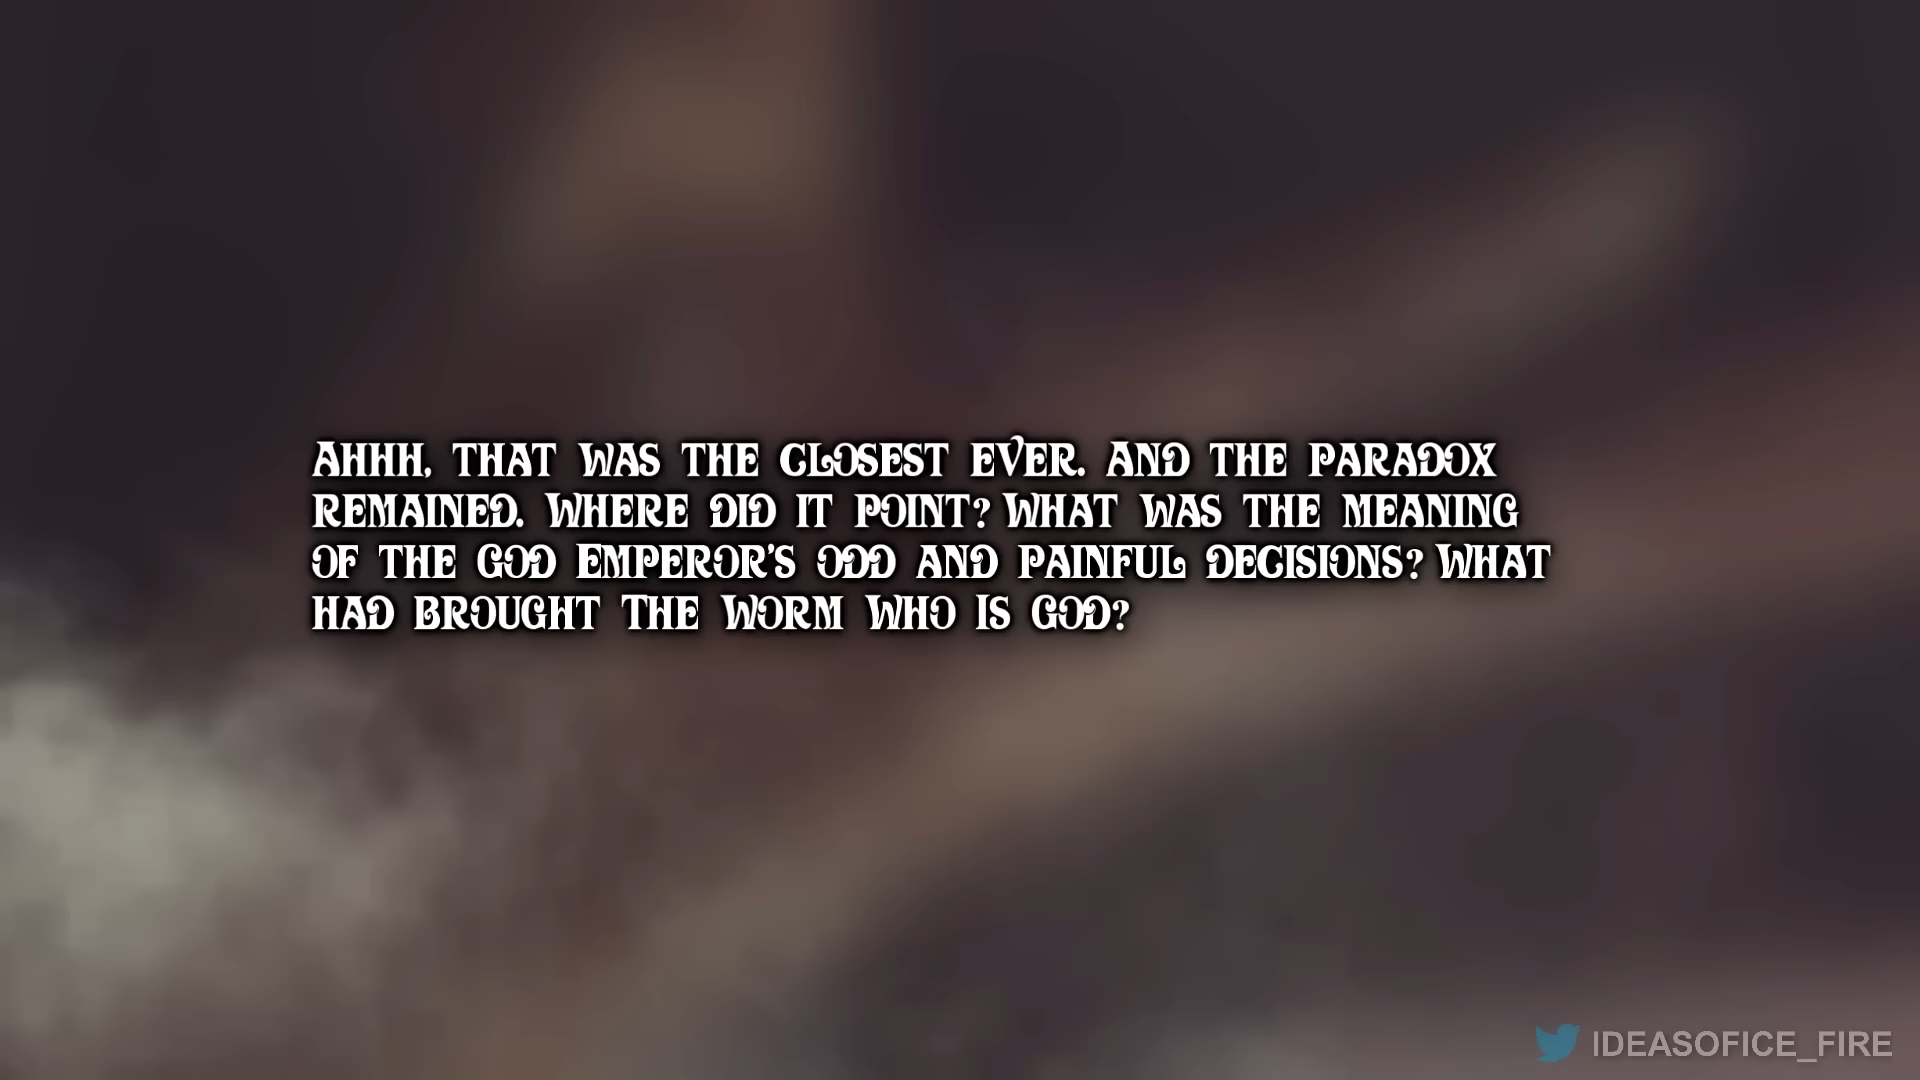 AHHH, THAT WAS THE CLOSEST EVER. AND THE PARADOX
REMAINED. WHERE DID IT POINT? WHAT WAS THE MEANING
OF THE GOD EMPEROR'S ODD AND PAINFUL DECISIONS? WHAT
HAD BROUGHT THE WORM WHO IS GOD?
IDEASOFICE_FIRE